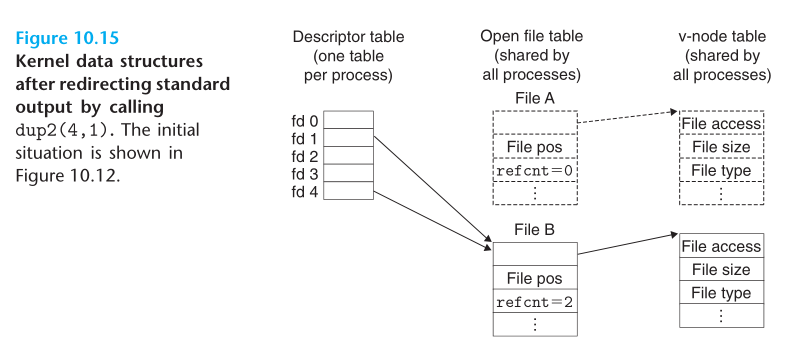 Figure 10.15
Kernel data structures
after redirecting standard
output by calling
dup2(4,1). The initial
situation is shown in
Figure 10.12.
Descriptor table
(one table
per process)
Open file table
(shared by
all processes)
v-node table
(shared by
all processes)
fd 0
fd 1
fd 2
fd 3
fd 4
File A
File pos
refcnt=0
⋮
File access
File size
File type
⋮
File B
File pos
refcnt=2
⋮
File access
File size
File type
⋮